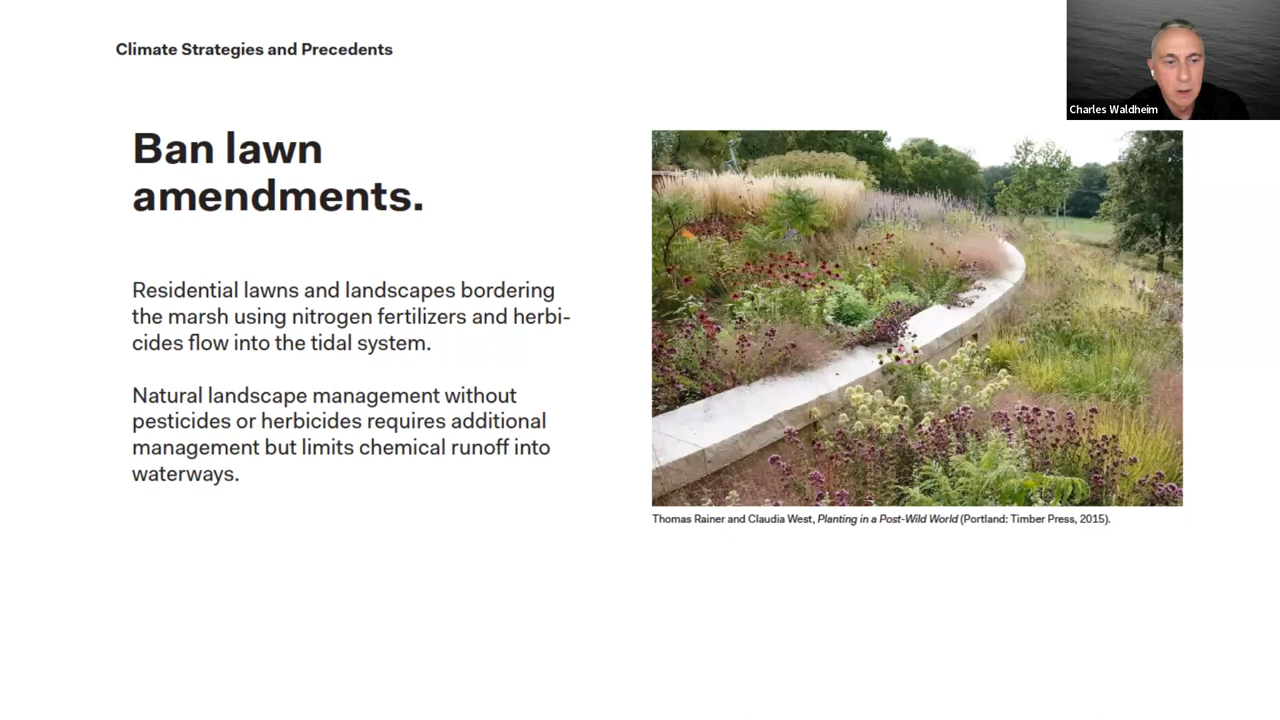 Climate Strategies and Precedents
Charles Waldheim
Ban lawn
amendments.
Residential lawns and landscapes bordering
the marsh using nitrogen fertilizers and herbi-
cides flow into the tidal system.
Natural landscape management without
pesticides or herbicides requires additional
management but limits chemical runoff into
waterways.
Thomas Rainer and Claudia West, Planting in a Post-Wild World (Portland: Timber Press, 2015).